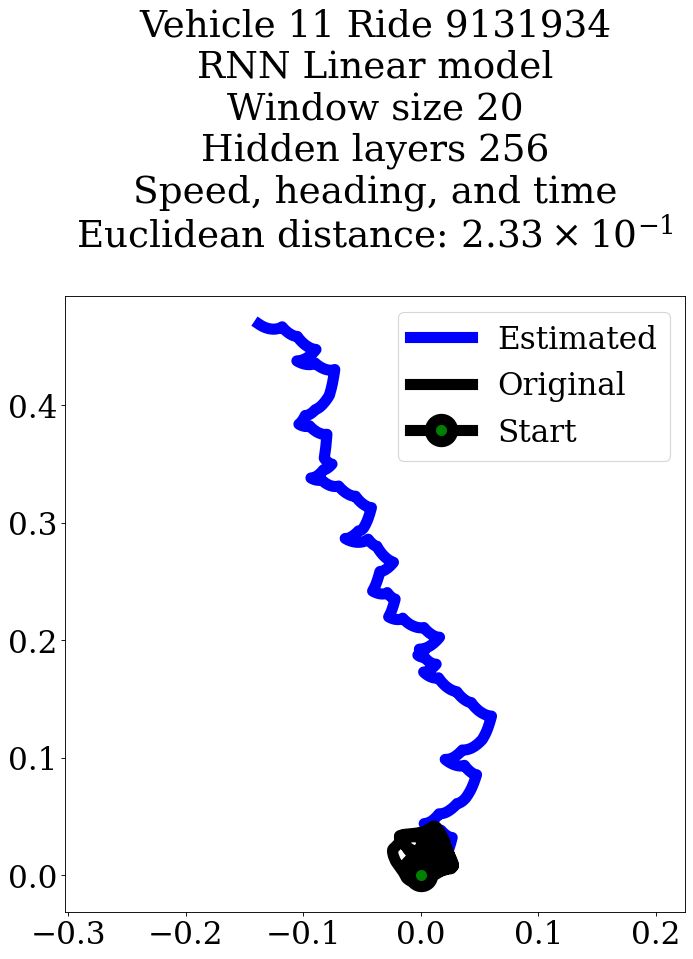 Vehicle 11 Ride 9131934
RNN Linear model
Window size 20
Hidden layers 256
Speed, heading, and time
Euclidean distance: 2.33 × 10⁻¹
Estimated
Original
Start
0.4
0.3
0.2
0.1
0.0
−0.3 −0.2 −0.1 0.0 0.1 0.2